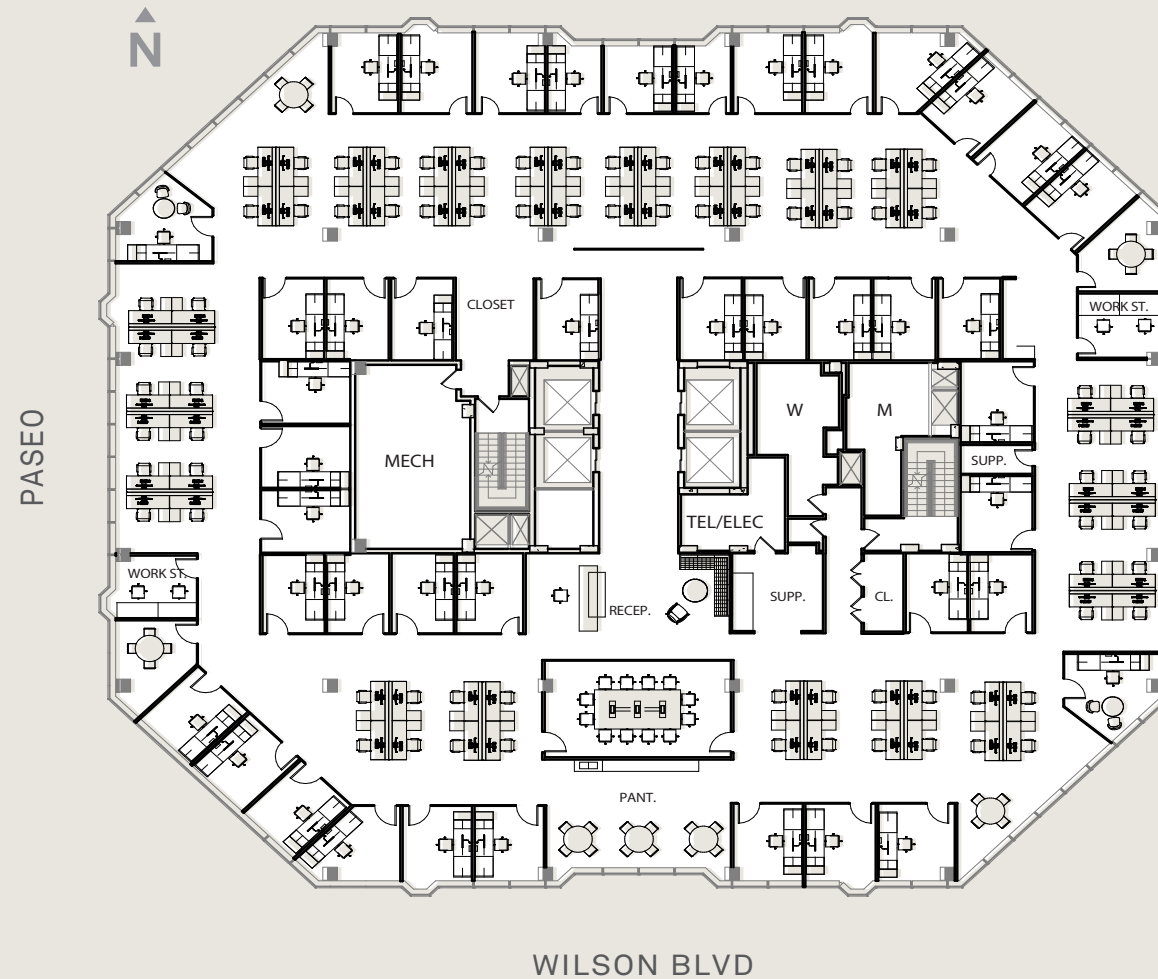 N
CLOSET
WORK ST.
W
M
MECH
SUPP.
TEL/ELEC
PASEO
WORK ST.
RECEP.
SUPP.
CL.
PANT.
WILSON BLVD